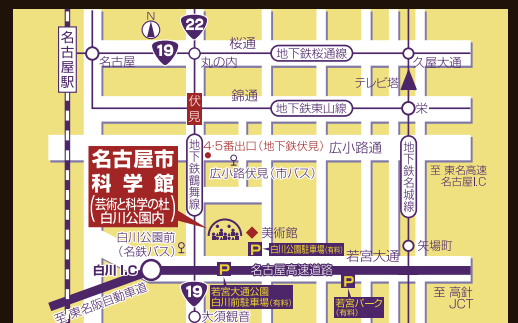 N
22
19
名古屋駅
名古屋
桜通
丸の内
地下鉄桜通線
久屋大通
テレビ塔
伏見
錦通
地下鉄東山線
栄
4・5番出口(地下鉄伏見)
広小路通
地下鉄鶴舞線
地下鉄名城線
広小路伏見(市バス)
至 東名高速
名古屋I.C
名古屋市
科学館
(芸術と科学の杜
白川公園内)
美術館
白川公園前
(名鉄バス)
P
白川公園駐車場(有料)
若宮大通
矢場町
白川I.C
名古屋高速道路
P
P
至 東名阪自動車道
19
若宮大通公園
白川前駐車場(有料)
若宮パーク
(有料)
至 高針
JCT
大須観音